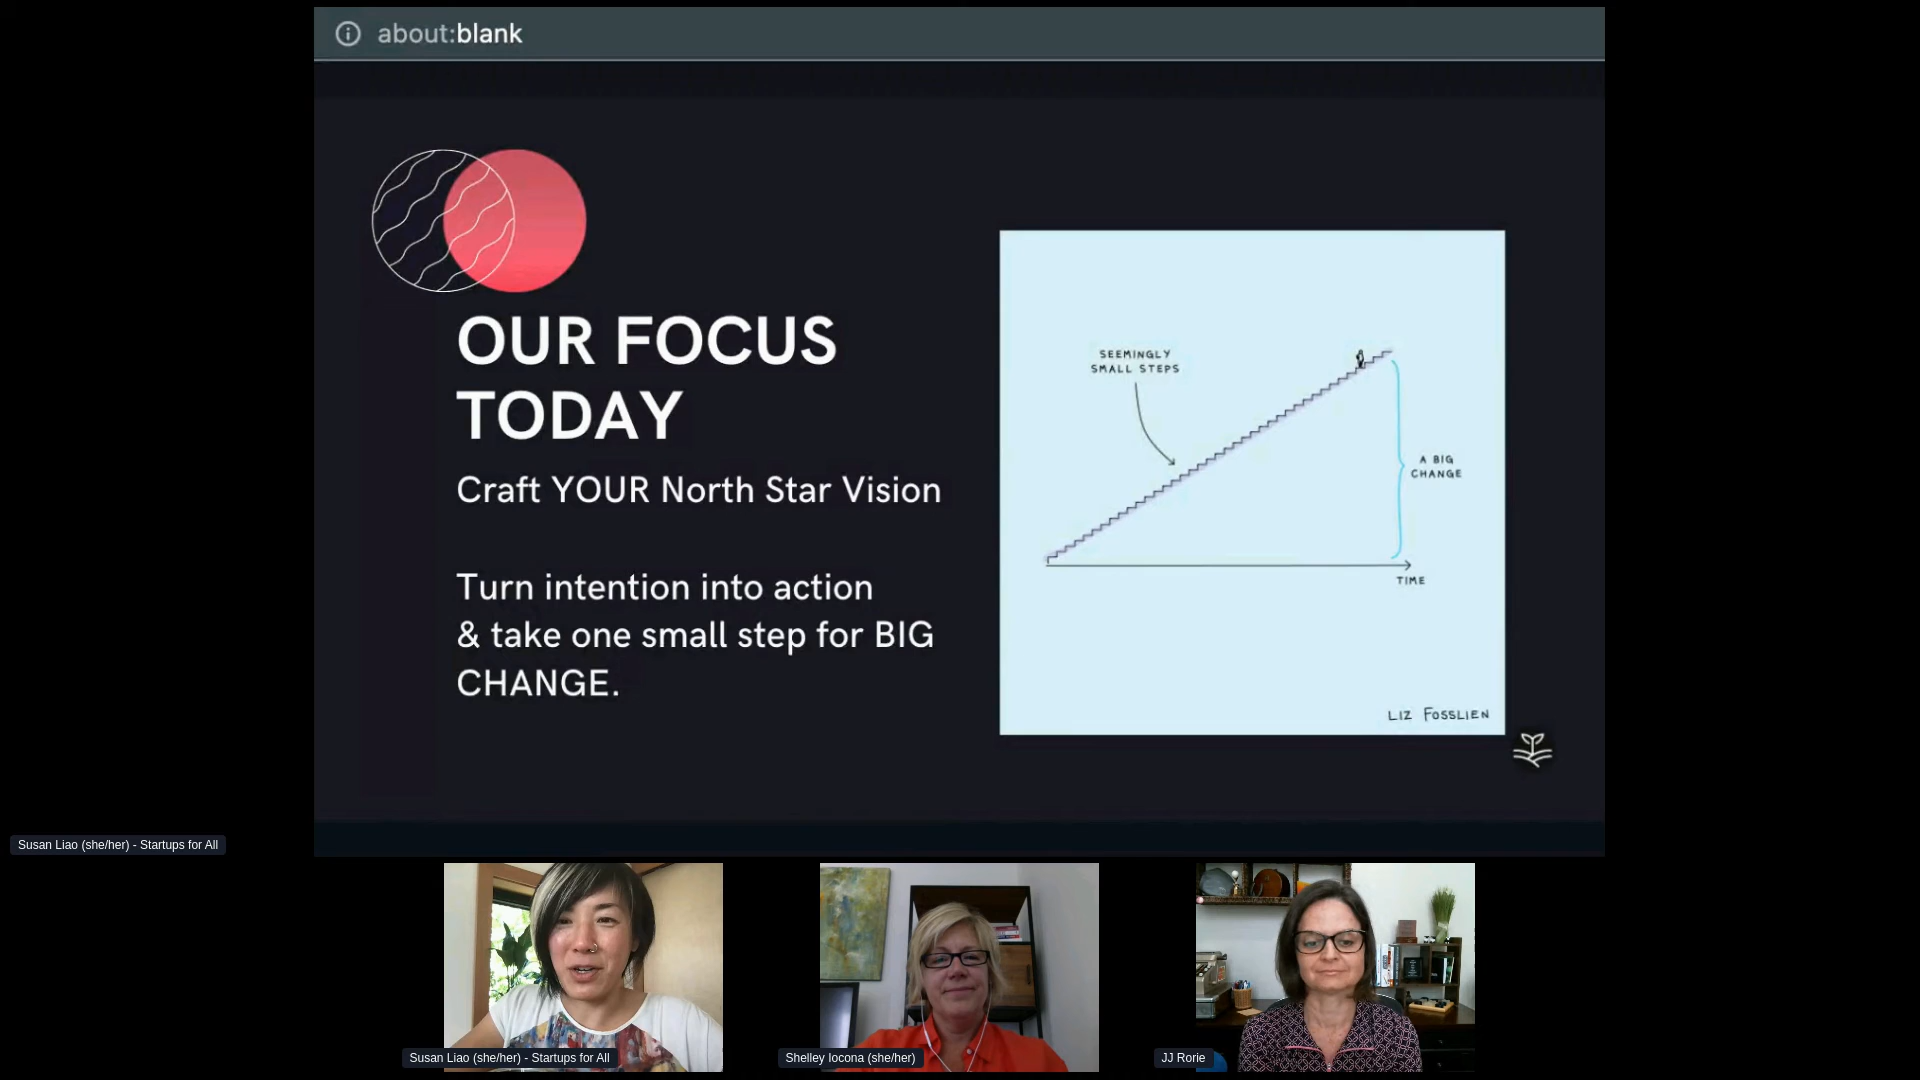 about:blank
OUR FOCUS
TODAY
Craft YOUR North Star Vision
Turn intention into action
& take one small step for BIG
CHANGE.
SEEMINGLY
SMALL STEPS
A BIG
CHANGE
TIME
LIZ FOSSLIEN
Susan Liao (she/her) - Startups for All
Susan Liao (she/her) - Startups for All
Shelley Iocona (she/her)
JJ Rorie